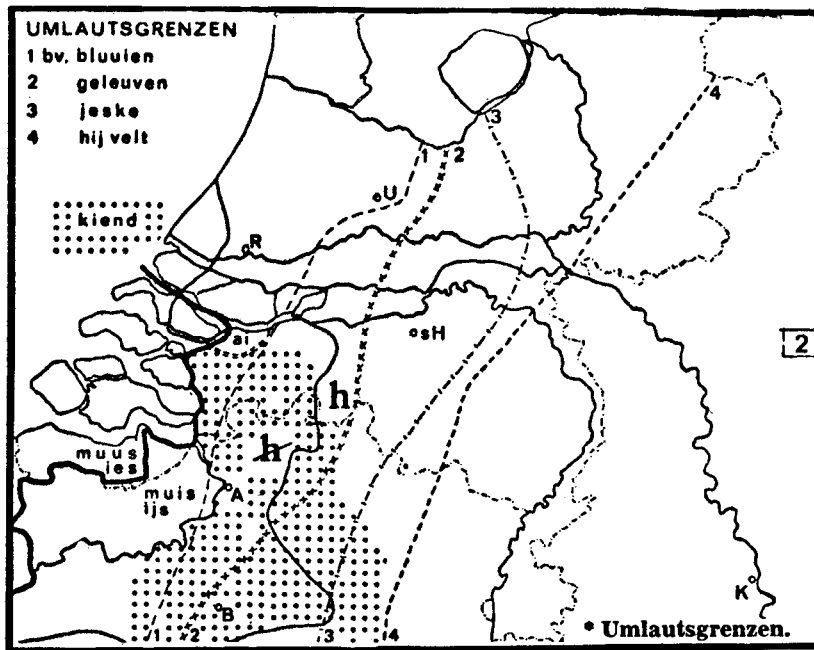 UMLAUTSGRENZEN
1 bv. bluuien
2 geleuven
3 jeske
4 hij velt
kiend
1 2
3
4
U
R
ai
sH
2
h
h
muus
ies
muis
ijs
A
B
K
1 2 3 4
* Umlautsgrenzen.